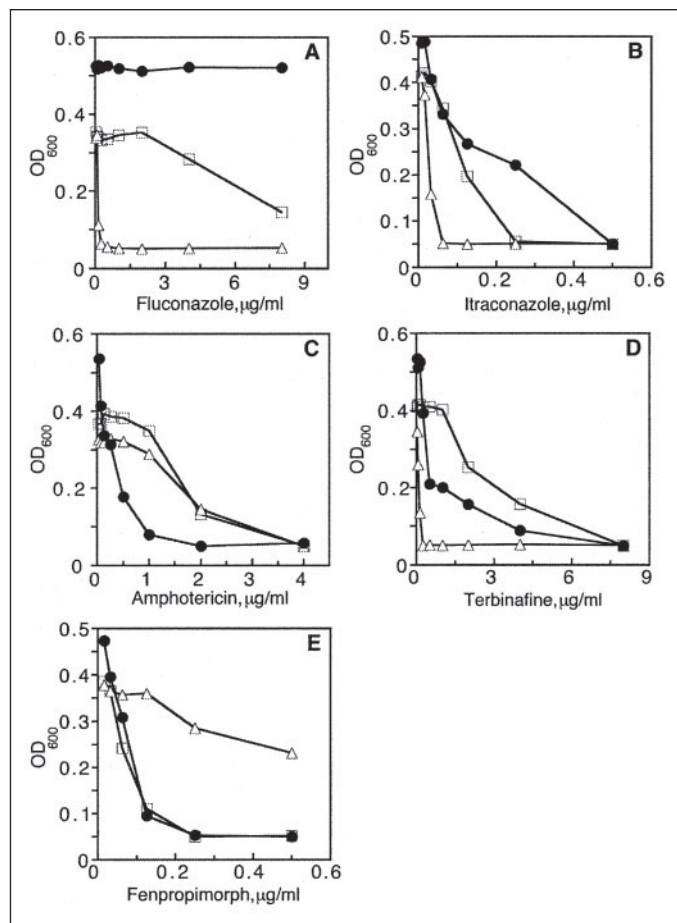 A
0.6
0.4
0.2
0
OD600
0 3 6 9
Fluconazole,μg/ml
B
0.5
0.4
0.3
0.2
0.1
0
OD600
0 0.2 0.4 0.6
Itraconazole,μg/ml
C
0.6
0.4
0.2
0
OD600
0 1 2 3 4
Amphotericin,μg/ml
D
0.6
0.4
0.2
0
OD600
0 3 6 9
Terbinafine,μg/ml
E
0.5
0.4
0.3
0.2
0.1
0
OD600
0 0.2 0.4 0.6
Fenpropimorph,μg/ml